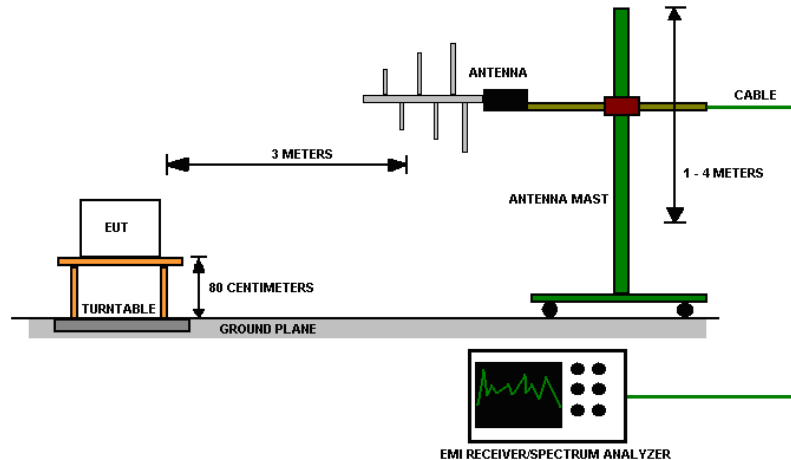 ANTENNA
CABLE
3 METERS
1 - 4 METERS
ANTENNA MAST
EUT
80 CENTIMETERS
TURNTABLE
GROUND PLANE
EMI RECEIVER/SPECTRUM ANALYZER